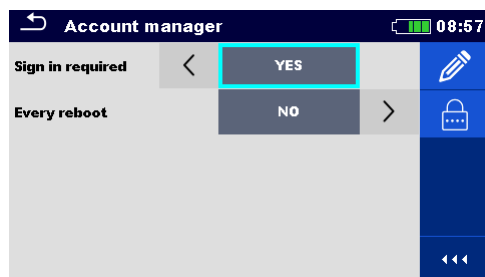 Account manager 08:57
Sign in required YES
Every reboot NO